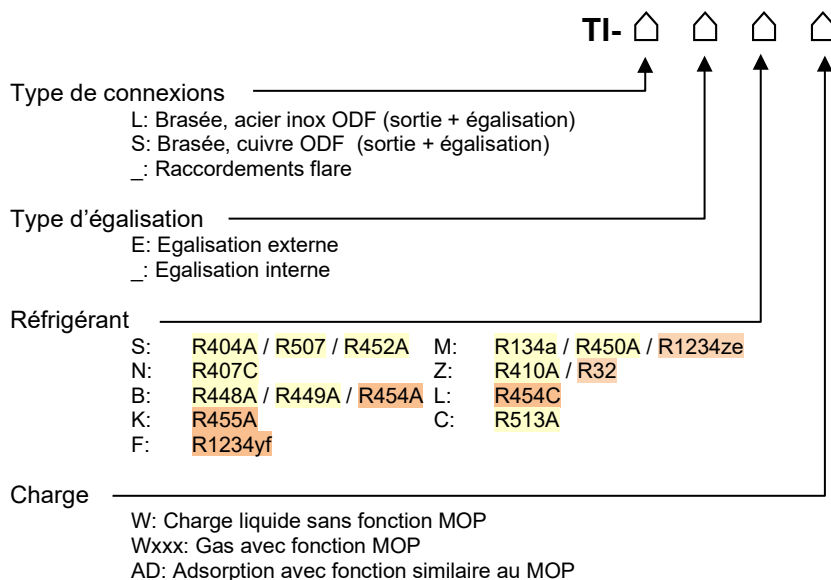 TI-
Type de connexions
L: Brasée, acier inox ODF (sortie + égalisation)
S: Brasée, cuivre ODF (sortie + égalisation)
_: Raccordements flare
Type d'égalisation
E: Egalisation externe
_: Egalisation interne
Réfrigérant
S: R404A / R507 / R452A M: R134a / R450A / R1234ze
N: R407C Z: R410A / R32
B: R448A / R449A / R454A L: R454C
K: R455A C: R513A
F: R1234yf
Charge
W: Charge liquide sans fonction MOP
Wxxx: Gas avec fonction MOP
AD: Adsorption avec fonction similaire au MOP